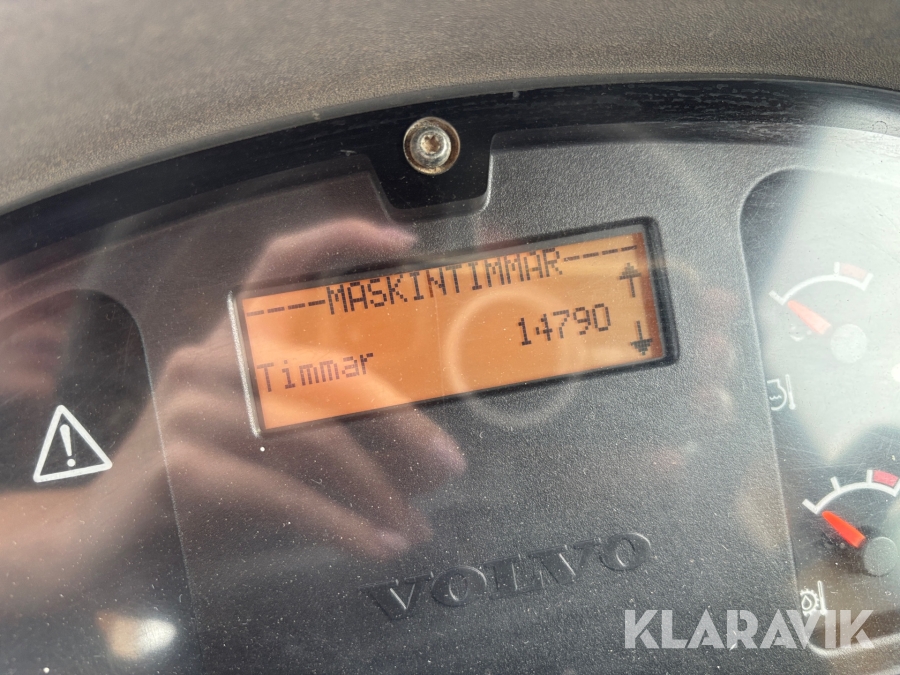 ----MASKINTIMMAR----
14790
Timmar
VOLVO
KLARAVIK